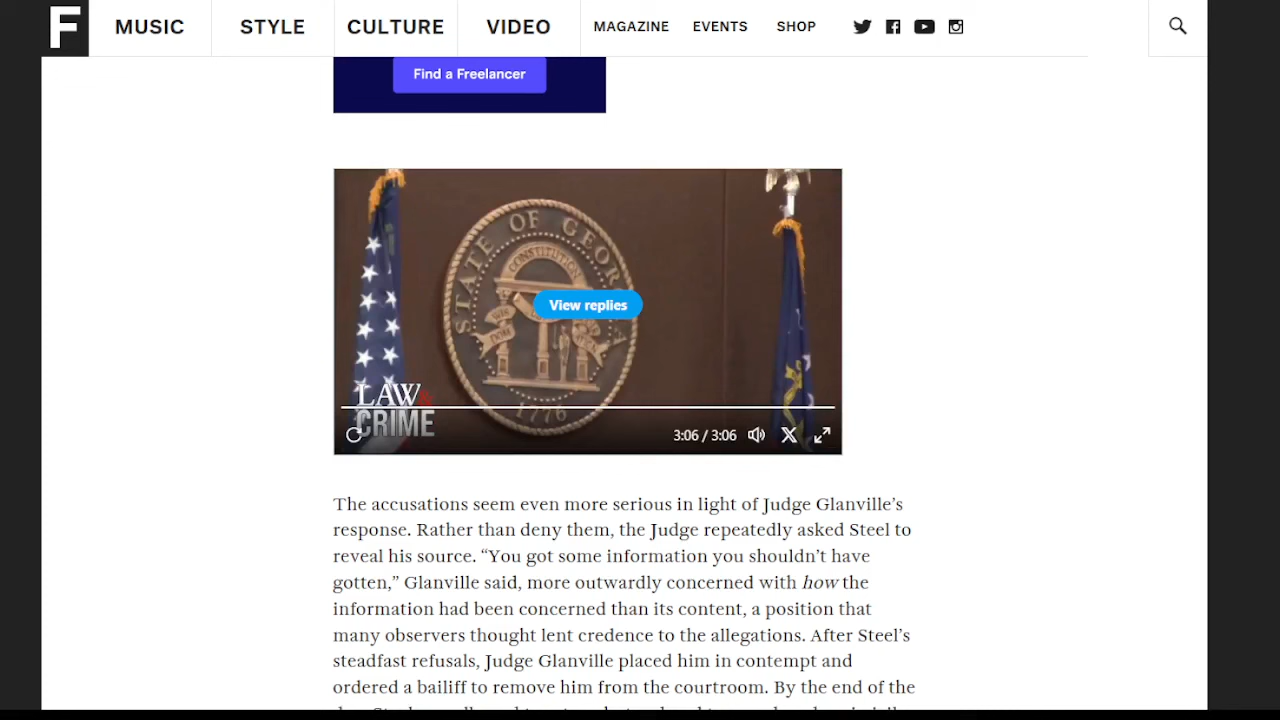 F MUSIC STYLE CULTURE VIDEO MAGAZINE EVENTS SHOP
Find a Freelancer
STATE OF GEOR
CONSTITUTION
View replies
1776
LAW&
CRIME
3:06 / 3:06
The accusations seem even more serious in light of Judge Glanville’s
response. Rather than deny them, the Judge repeatedly asked Steel to
reveal his source. “You got some information you shouldn’t have
gotten,” Glanville said, more outwardly concerned with how the
information had been concerned than its content, a position that
many observers thought lent credence to the allegations. After Steel’s
steadfast refusals, Judge Glanville placed him in contempt and
ordered a bailiff to remove him from the courtroom. By the end of the